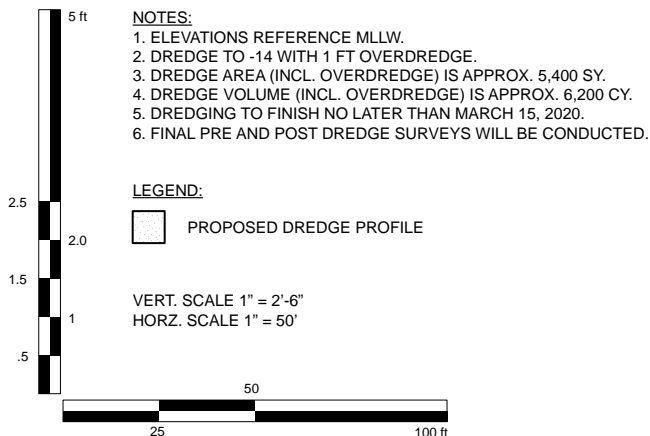 5 ft
NOTES:
1. ELEVATIONS REFERENCE MLLW.
2. DREDGE TO -14 WITH 1 FT OVERDREDGE.
3. DREDGE AREA (INCL. OVERDREDGE) IS APPROX. 5,400 SY.
4. DREDGE VOLUME (INCL. OVERDREDGE) IS APPROX. 6,200 CY.
5. DREDGING TO FINISH NO LATER THAN MARCH 15, 2020.
6. FINAL PRE AND POST DREDGE SURVEYS WILL BE CONDUCTED.
LEGEND:
PROPOSED DREDGE PROFILE
VERT. SCALE 1” = 2’-6”
HORZ. SCALE 1” = 50’
2.5
2.0
1.5
1
.5
50
25
100 ft